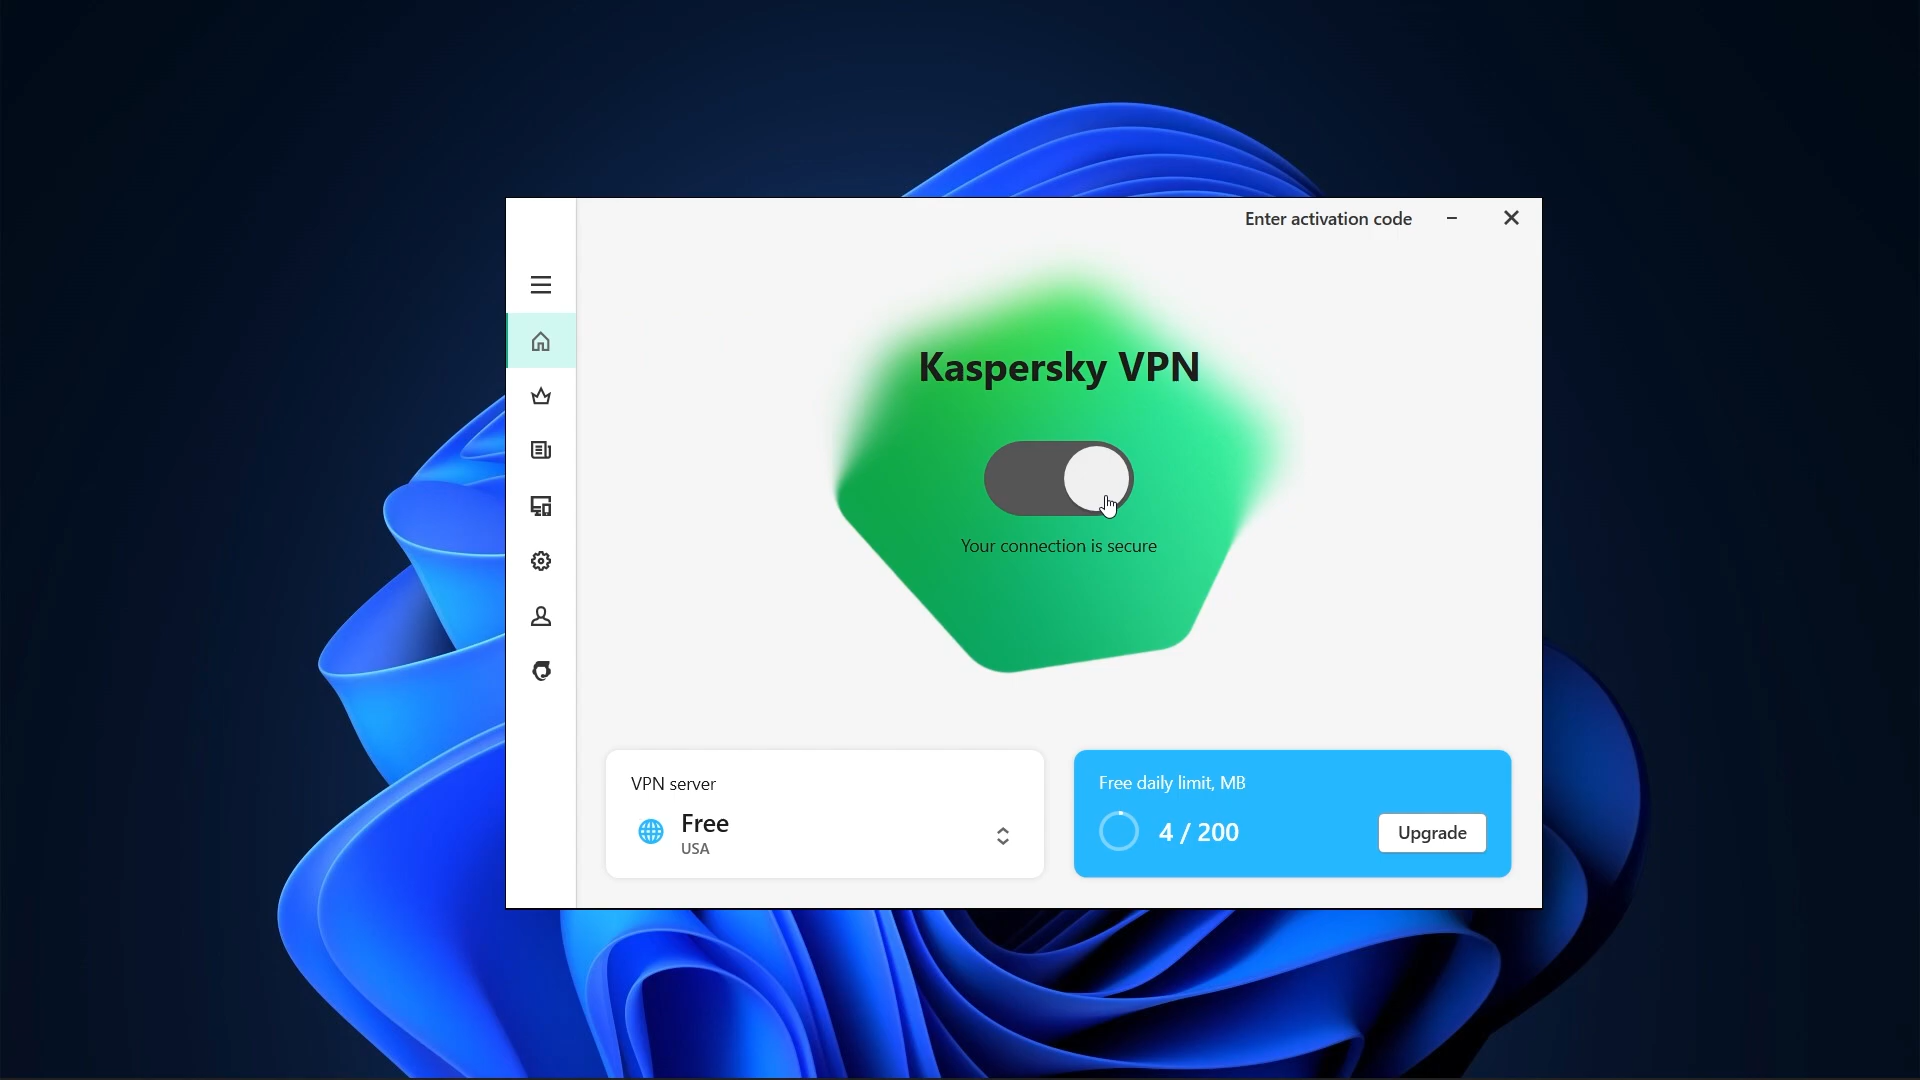 Enter activation code
Kaspersky VPN
Your connection is secure
VPN server
Free
USA
Free daily limit, MB
4 / 200
Upgrade